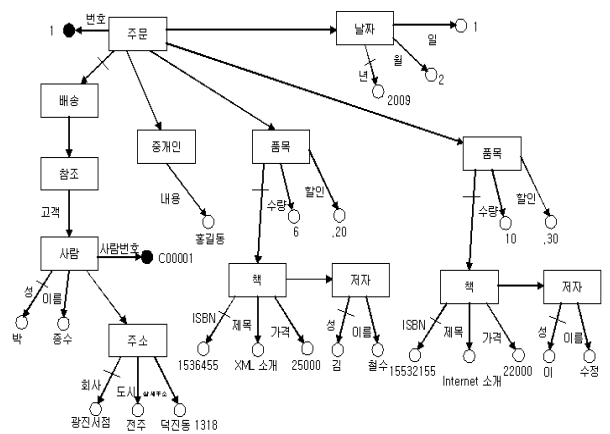 1 번호 주문 날짜 일 1
월
년 2
2009
배송
중개인 품목 품목
참조
내용 수량 할인 수량 할인
고객
홍길동 6 .20 10 .30
사람 사람번호 C00001
성 이름
책 저자 책 저자
박 종수
주소
ISBN 제목 가격 성 이름 ISBN 제목 가격 성 이름
1536455 XML 소개 25000 김 철수 15532155 Internet 소개 22000 이 수정
회사 도시 상세주소
광진서점 전주 덕진동 1318